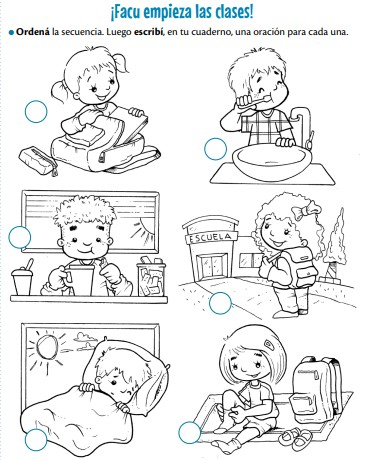 ¡Facu empieza las clases!
● Ordená la secuencia. Luego escribí, en tu cuaderno, una oración para cada una.
ESCUELA